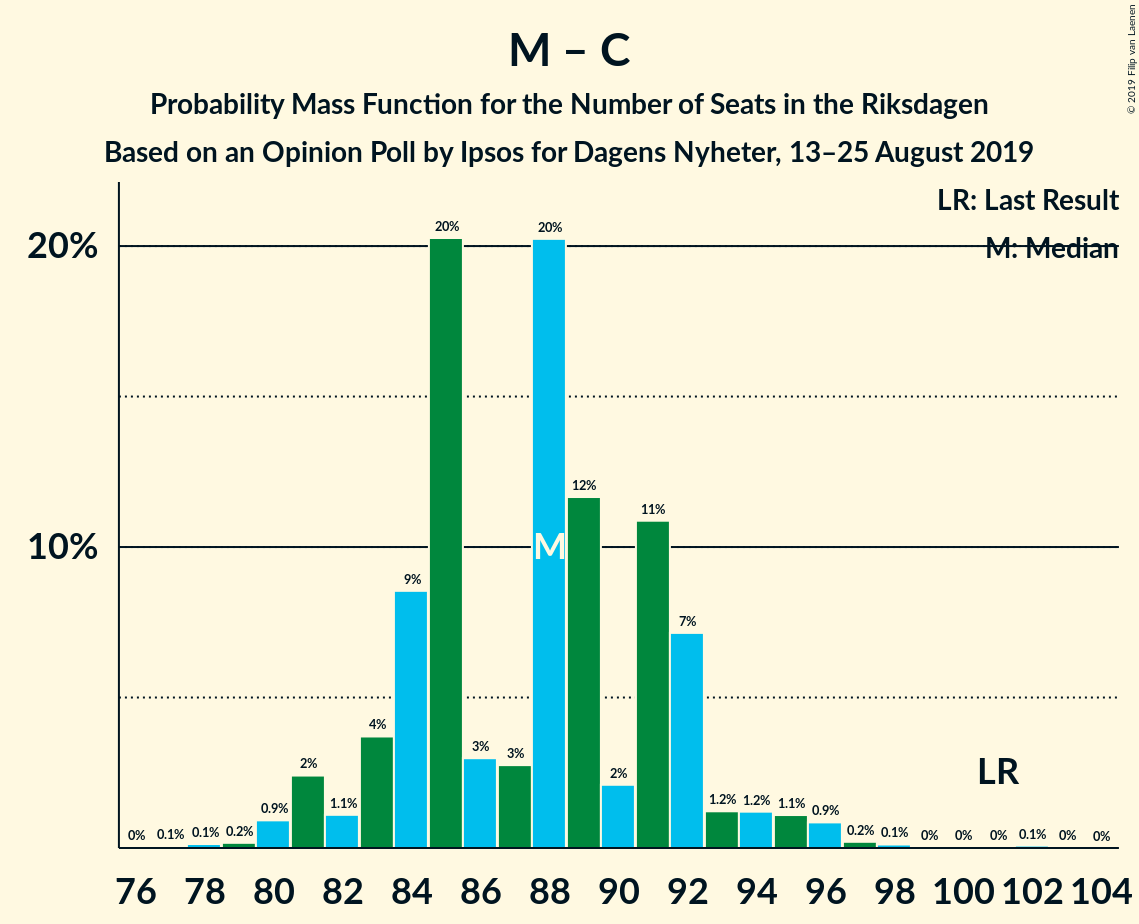 M – C
Probability Mass Function for the Number of Seats in the Riksdagen
Based on an Opinion Poll by Ipsos for Dagens Nyheter, 13–25 August 2019
© 2019 Filip van Laenen
LR: Last Result
M: Median
20%
10%
0% 0.1% 0.1% 0.2% 0.9% 2% 1.1% 4% 9% 20% 3% 3% 20% 12% 2% 11% 7% 1.2% 1.2% 1.1% 0.9% 0.2% 0.1% 0% 0% 0% 0.1% 0% 0%
M
LR
76 78 80 82 84 86 88 90 92 94 96 98 100 102 104